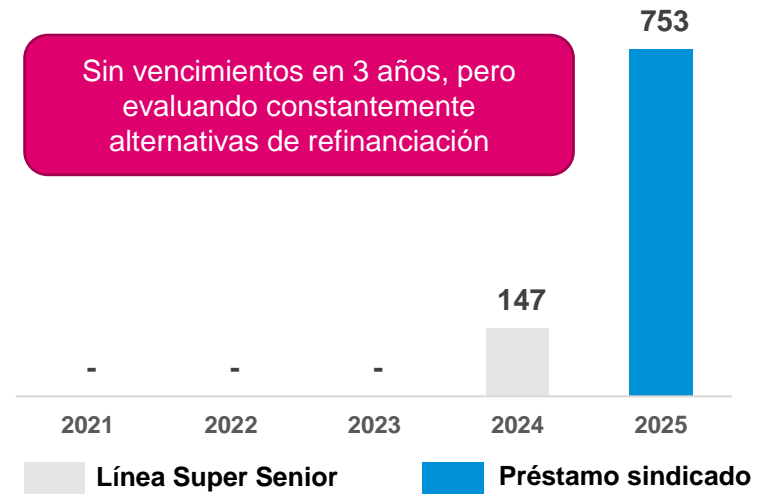 753
Sin vencimientos en 3 años, pero
evaluando constantemente
alternativas de refinanciación
147
- - -
2021 2022 2023 2024 2025
Línea Super Senior Préstamo sindicado